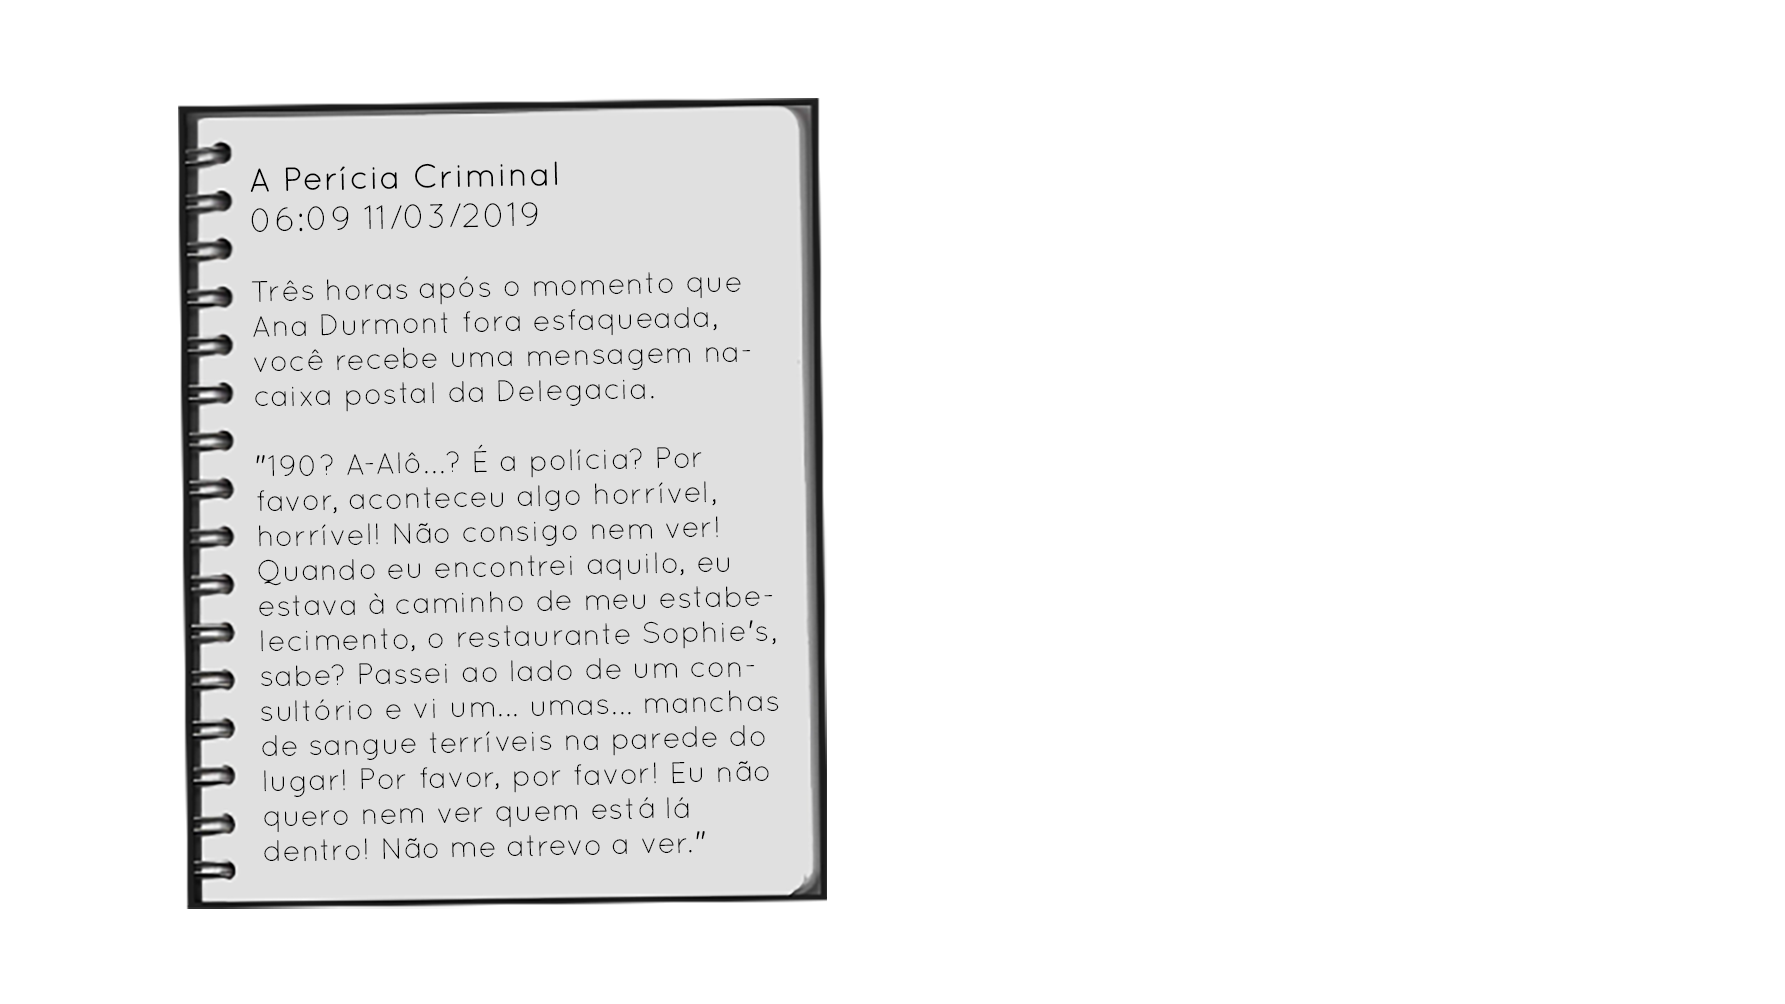 A Perícia Criminal
06:09 11/03/2019
Três horas após o momento que
Ana Durmont fora esfaqueada,
você recebe uma mensagem na-
caixa postal da Delegacia.
"190? A-Alô...? É a polícia? Por
favor, aconteceu algo horrível,
horrível! Não consigo nem ver!
Quando eu encontrei aquilo, eu
estava à caminho de meu estabe-
lecimento, o restaurante Sophie's,
sabe? Passei ao lado de um con-
sultório e vi um... umas... manchas
de sangue terríveis na parede do
lugar! Por favor, por favor! Eu não
quero nem ver quem está lá
dentro! Não me atrevo a ver."